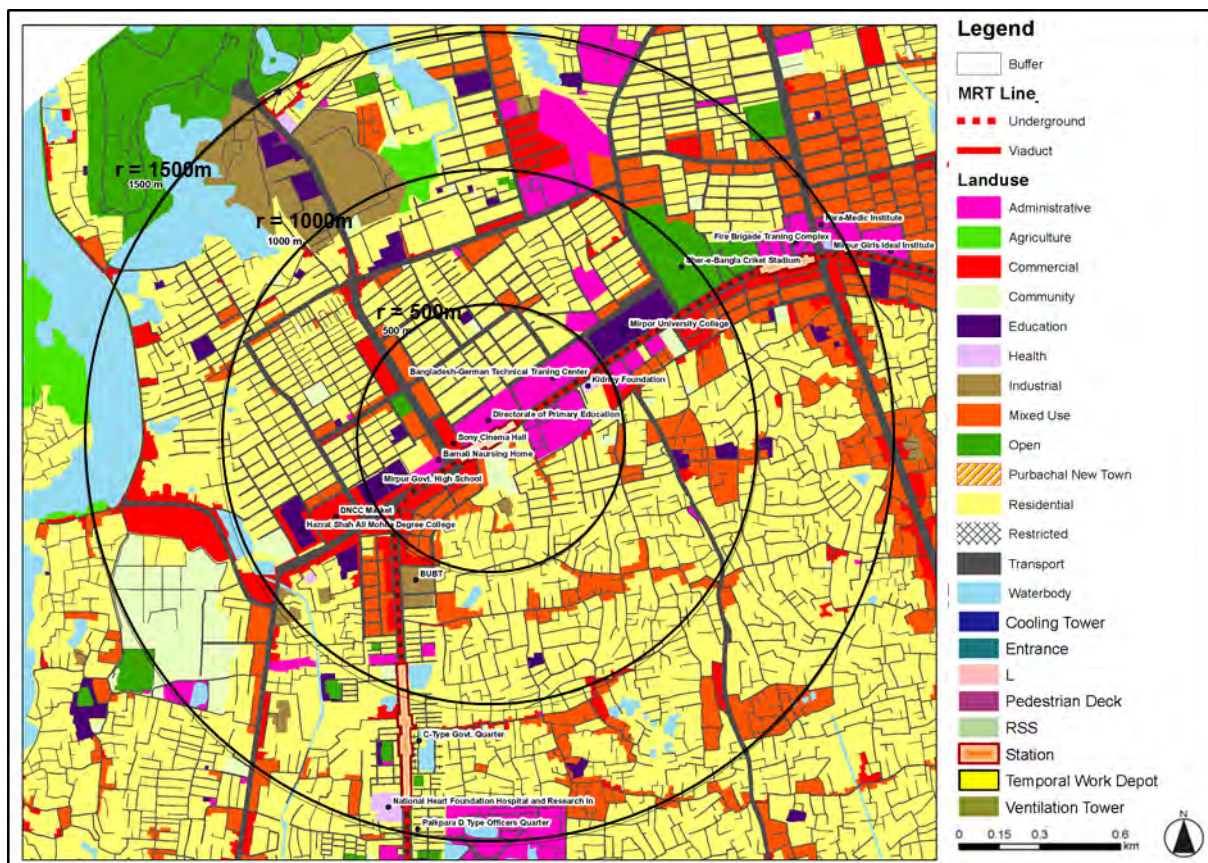 r = 1500m
1500 m
r = 1000m
1000 m
r = 500m
500 m
Para-Medic Institute
Fire Brigade Traning Complex
Mirpur Girls Ideal Institute
Sher-e-Bangla Criket Stadium
Mirpor University College
Bangladesh-German Technical Traning Center
Kidney Foundation
Directorate of Primary Education
Sony Cinema Hall
Barnali Naursing Home
Mirpur Govt. High School
DNCC Market
Hazrat Shah Ali Mohila Degree College
BUBT
C-Type Govt. Quarter
National Heart Foundation Hospital and Research In
Paikpara D Type Officers Quarter
Legend
Buffer
MRT Line
Underground
Viaduct
Landuse
Administrative
Agriculture
Commercial
Community
Education
Health
Industrial
Mixed Use
Open
Purbachal New Town
Residential
Restricted
Transport
Waterbody
Cooling Tower
Entrance
L
Pedestrian Deck
RSS
Station
Temporal Work Depot
Ventilation Tower
0 0.15 0.3 0.6
km
N